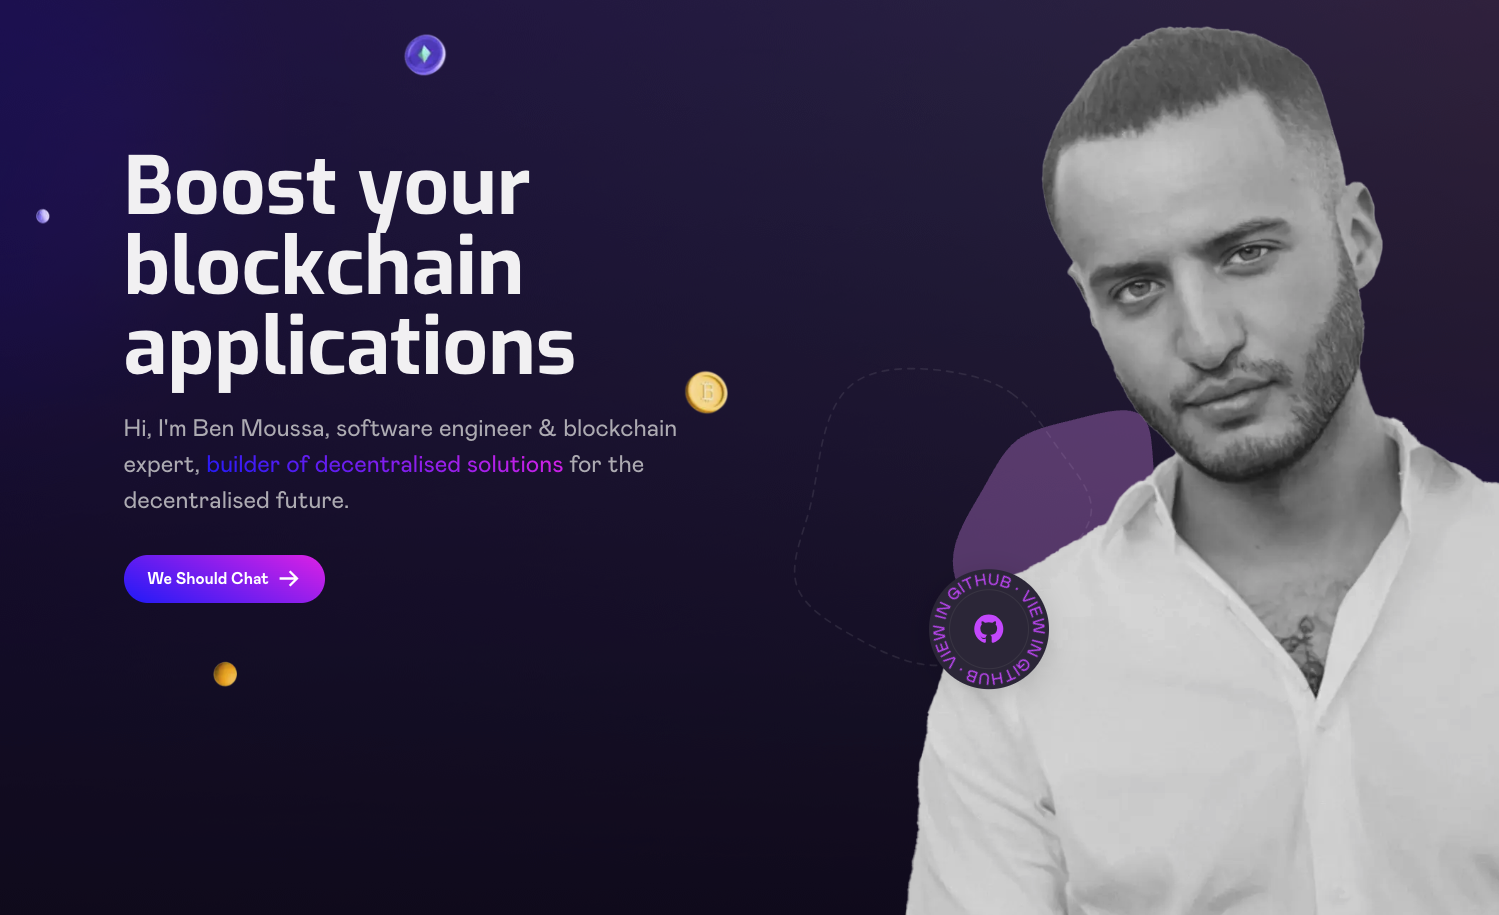 Boost your
blockchain
applications
Hi, I'm Ben Moussa, software engineer & blockchain
expert, builder of decentralised solutions for the
decentralised future.
We Should Chat
VIEW IN GITHUB · VIEW IN GITHUB ·
B